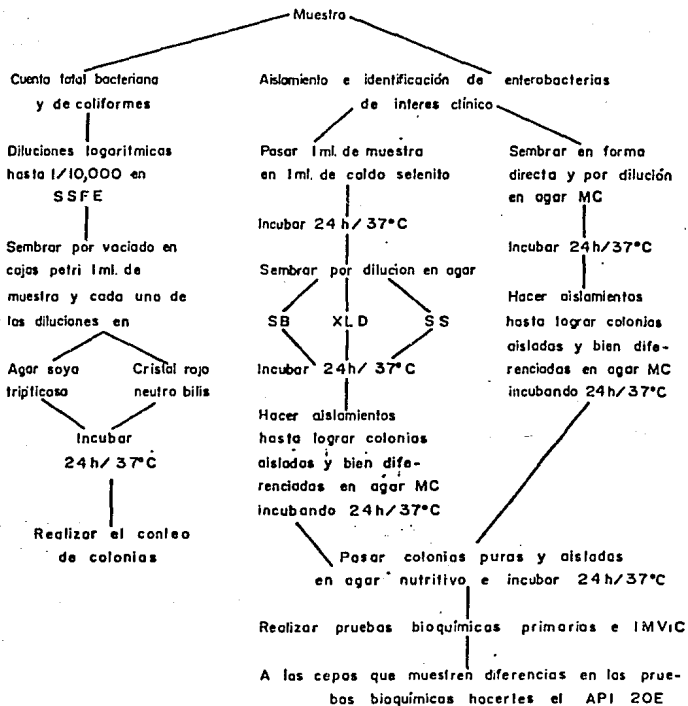 Muestra
Cuenta total bacteriana
y de coliformes
Diluciones logaritmicas
hasta 1/10,000 en
SSFE
Sembrar por vaciado en
cajas petri 1ml. de
muestra y cada una de
las diluciones en
Agar soya
tripticasa
Cristal rojo
neutro bilis
Incubar
24h/ 37°C
Realizar el conteo
de colonias
Aislamiento e identificación de enterobacterias
de interes clínico
Pasar 1ml. de muestra
en 1ml. de caldo selenito
Incubar 24h/37°C
Sembrar por dilucion en agar
SB XLD SS
Incubar 24h/ 37°C
Hacer aislamientos
hasta lograr colonias
aisladas y bien dife-
renciadas en agar MC
incubando 24h/37°C
Sembrar en forma
directa y por dilución
en agar MC
Incubar 24h/37°C
Hacer aislamientos
hasta lograr colonias
aisladas y bien dife-
renciadas en agar MC
incubando 24h/37°C
Pasar colonias puras y aisladas
en agar nutritivo e incubar 24h/37°C
Realizar pruebas bioquímicas primarias e IMViC
A las cepas que muestren diferencias en las prue-
bas bioquímicas hacerles el API 20E